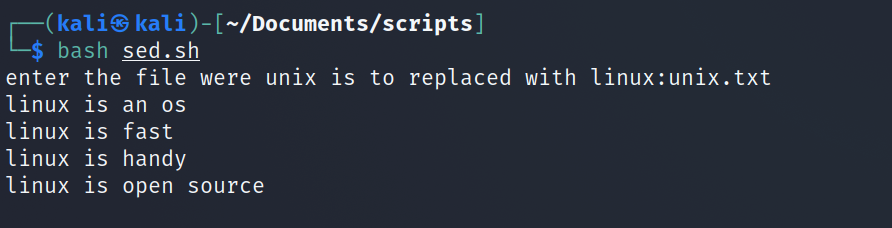 ┌──(kali㉿kali)-[~/Documents/scripts]
└─$ bash sed.sh
enter the file were unix is to replaced with linux:unix.txt
linux is an os
linux is fast
linux is handy
linux is open source